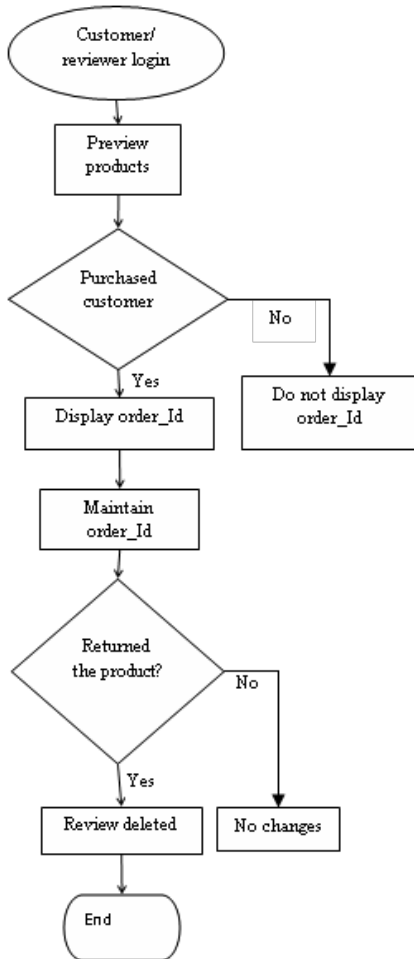 Customer/
reviewer login
Preview
products
Purchased
customer
No
Yes
Display order_Id
Do not display
order_Id
Maintain
order_Id
Returned
the product?
No
Yes
Review deleted
No changes
End